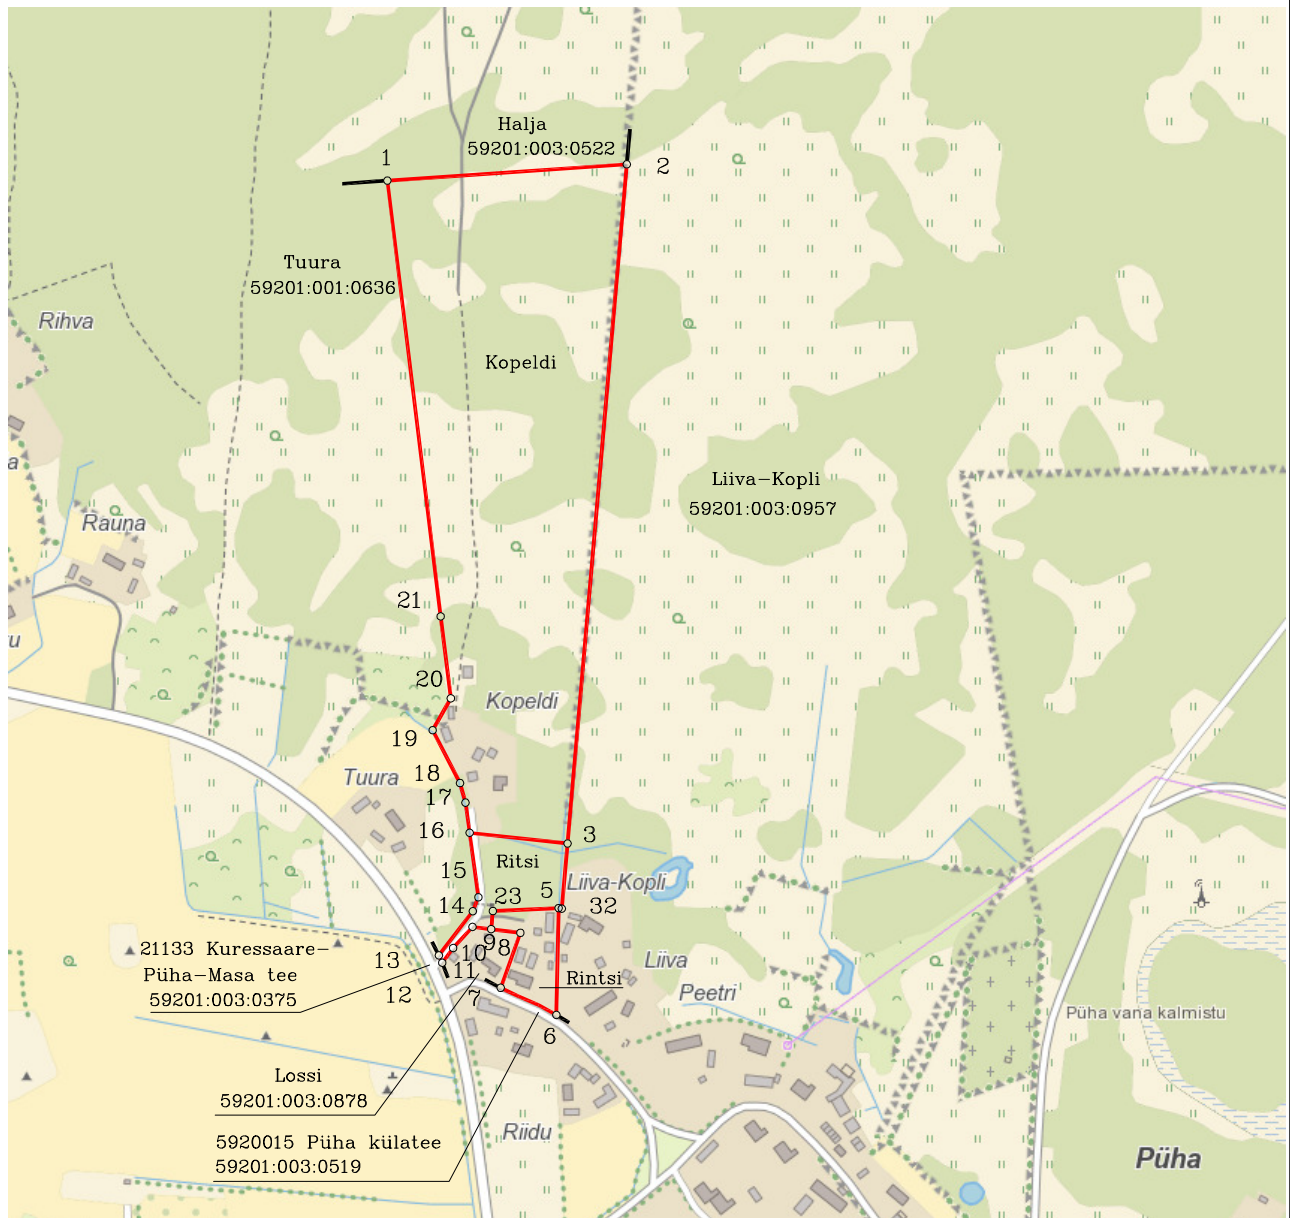 Halja
59201:003:0522
1
2
Tuura
59201:001:0636
Rihva
Kopeldi
a
Liiva-Kopli
59201:003:0957
Rauna
21
u
20
Kopeldi
19
18
Tuura
17
16
3
15
Ritsi
Liiva-Kopli
23
5
32
14
9
8
21133 Kuressaare-
Püha-Masa tee
59201:003:0375
13
10
11
12
7
Liiva
Rintsi
Peetri
Püha vana kalmistu
6
Lossi
59201:003:0878
5920015 Püha külatee
59201:003:0519
Riidu
Püha